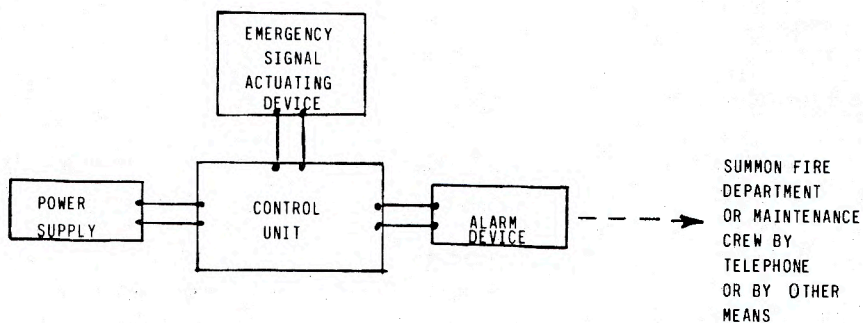 EMERGENCY
SIGNAL
ACTUATING
DEVICE
POWER
SUPPLY
CONTROL
UNIT
ALARM
DEVICE
SUMMON FIRE
DEPARTMENT
OR MAINTENANCE
CREW BY
TELEPHONE
OR BY OTHER
MEANS